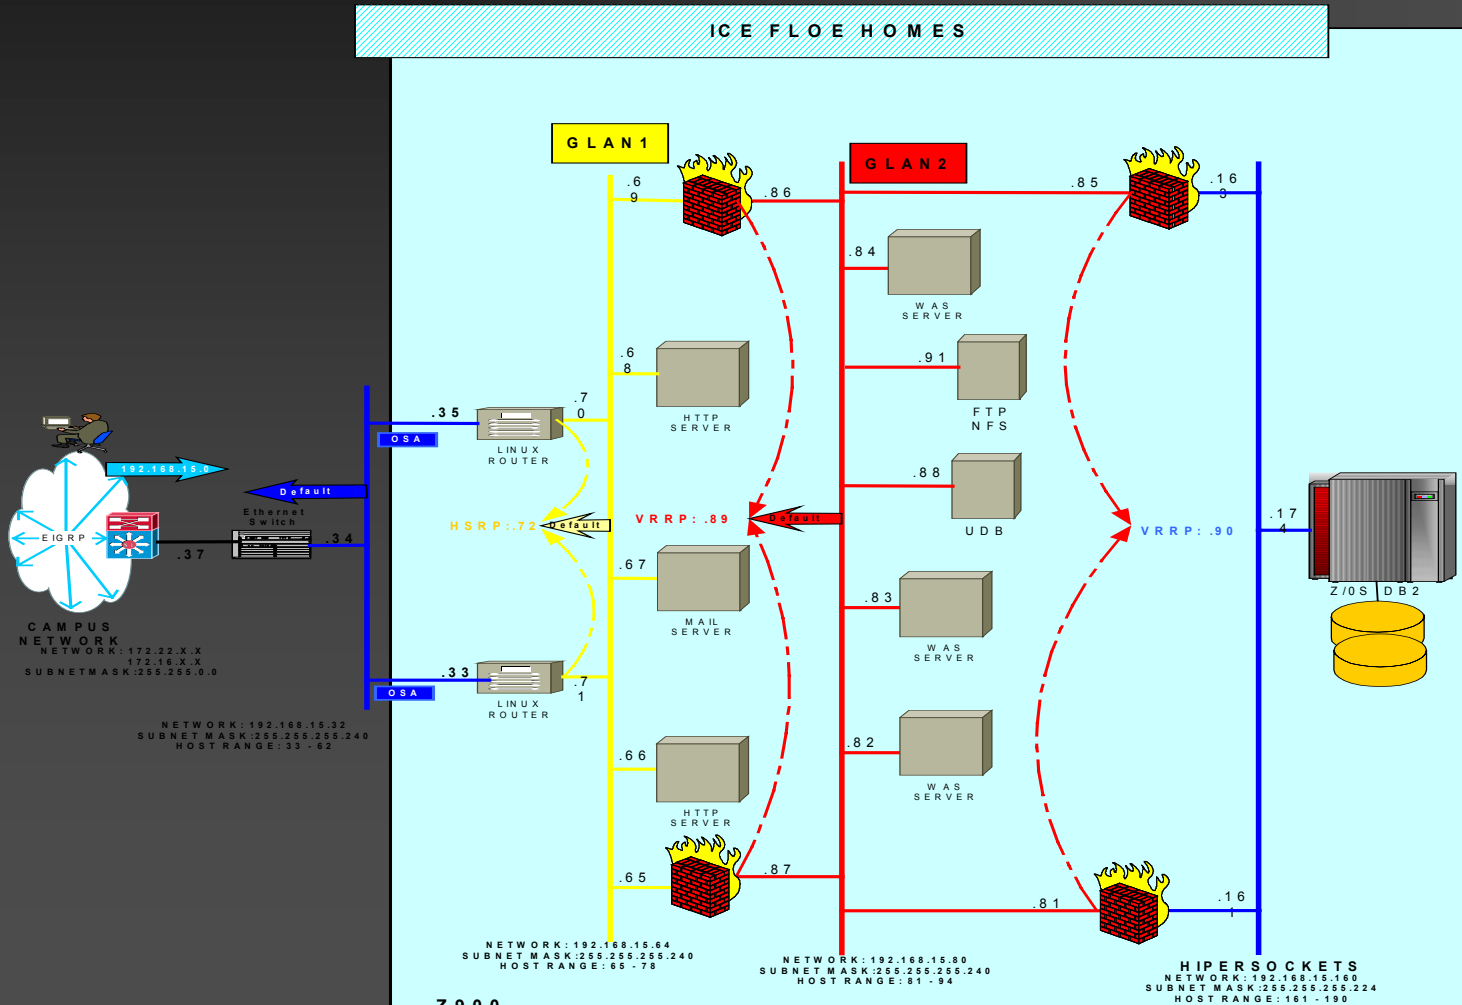 ICE FLOE HOMES
GLAN1
GLAN2
.69
.86
.85
.163
.84
WAS
SERVER
.68
HTTP
SERVER
.91
FTP
NFS
.35
OSA
LINUX
ROUTER
.70
192.168.15.0
Default
Ethernet
Switch
EIGRP
.37
.34
HSRP:.72
Default
VRRP: .89
Default
.88
UDB
VRRP: .90
.174
Z/0S DB2
.67
MAIL
SERVER
.83
WAS
SERVER
CAMPUS
NETWORK
NETWORK: 172.22.X.X
172.16.X.X
SUBNETMASK:255.255.0.0
.33
OSA
LINUX
ROUTER
.71
NETWORK: 192.168.15.32
SUBNET MASK:255.255.255.240
HOST RANGE: 33 - 62
.66
HTTP
SERVER
.82
WAS
SERVER
.65
.87
.81
.161
NETWORK: 192.168.15.64
SUBNET MASK:255.255.255.240
HOST RANGE: 65 - 78
NETWORK: 192.168.15.80
SUBNET MASK:255.255.255.240
HOST RANGE: 81 - 94
HIPERSOCKETS
NETWORK: 192.168.15.160
SUBNET MASK:255.255.255.224
HOST RANGE: 161 - 190
Z900